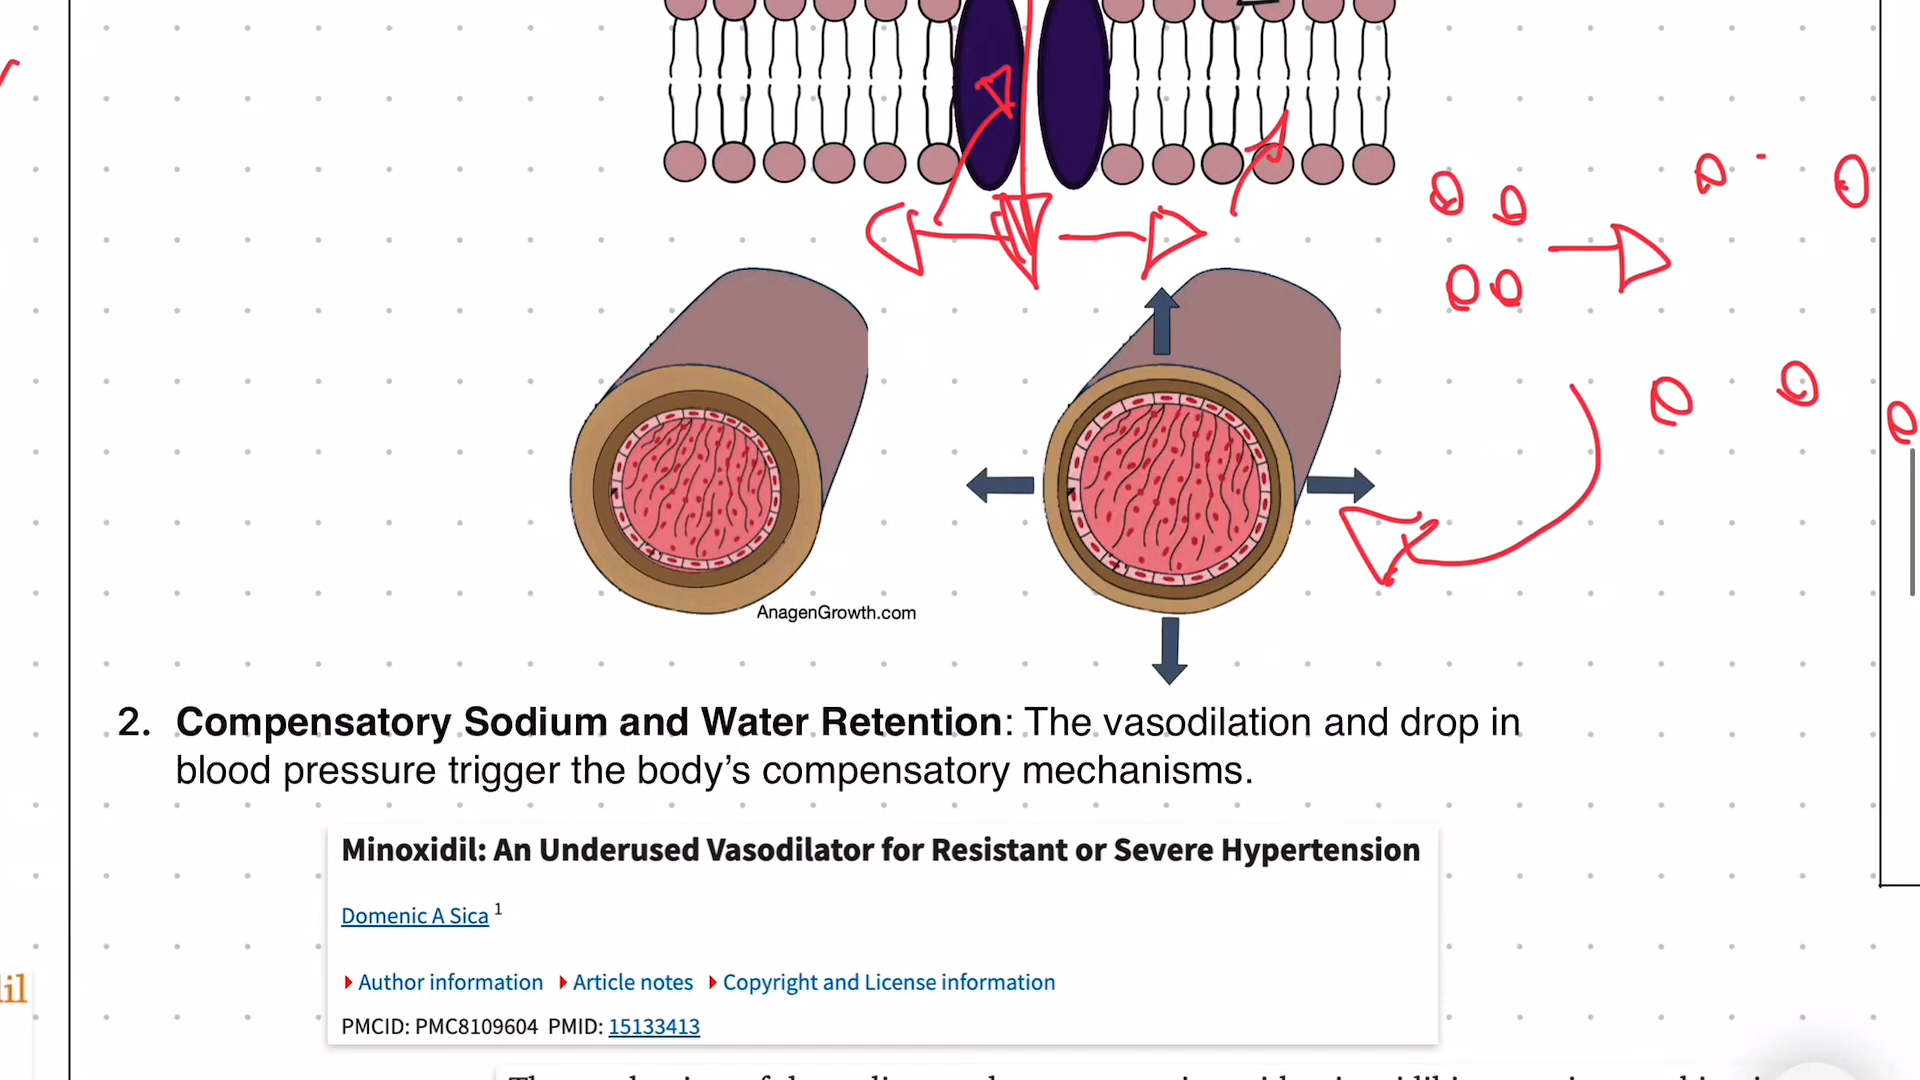 AnagenGrowth.com
2. Compensatory Sodium and Water Retention: The vasodilation and drop in
blood pressure trigger the body’s compensatory mechanisms.
Minoxidil: An Underused Vasodilator for Resistant or Severe Hypertension
Domenic A Sica 1
Author information Article notes Copyright and License information
PMCID: PMC8109604 PMID: 15133413